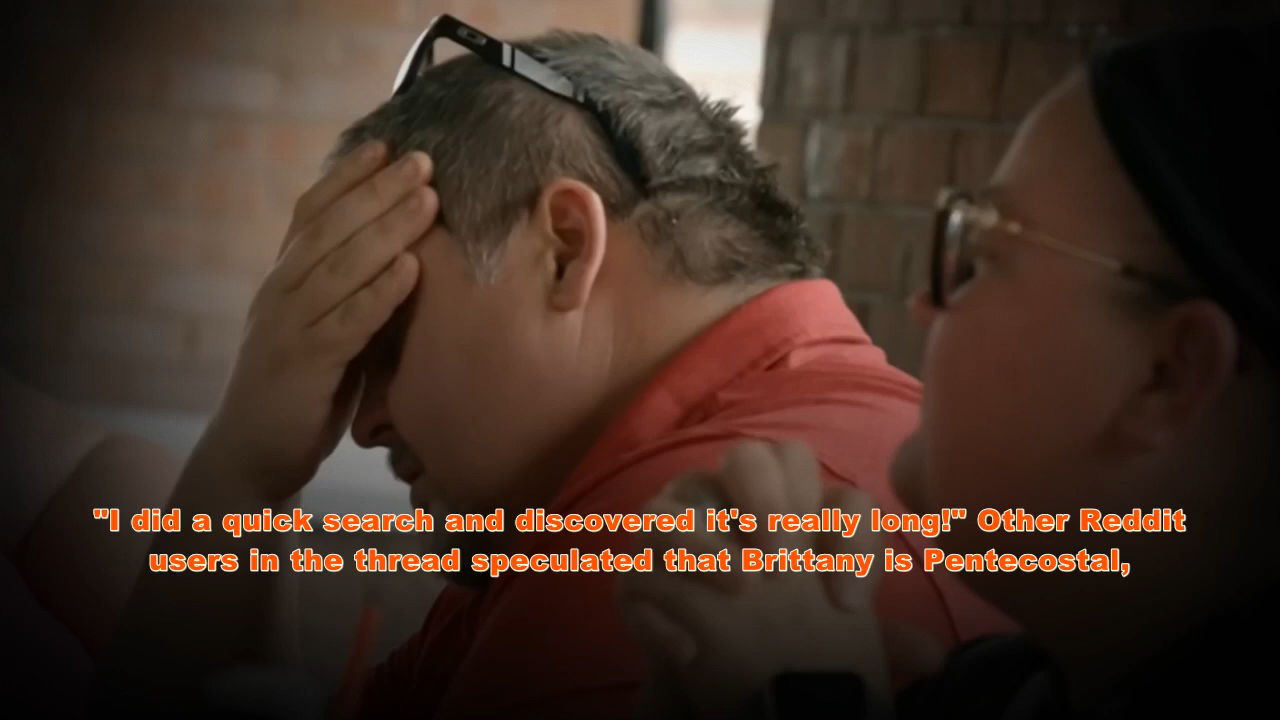 "I did a quick search and discovered it's really long!" Other Reddit
users in the thread speculated that Brittany is Pentecostal,